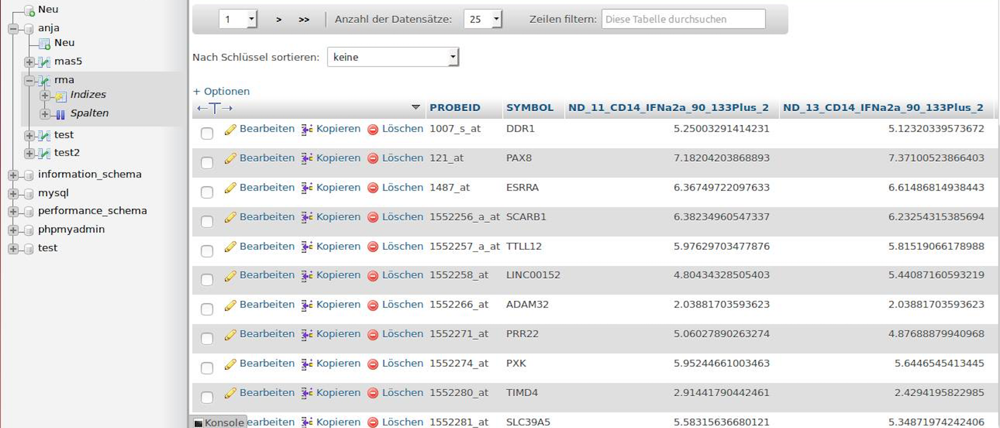 Neu
anja
Neu
mas5
rma
Indizes
Spalten
test
test2
information_schema
mysql
performance_schema
phpmyadmin
test
1 > >> Anzahl der Datensätze: 25 Zeilen filtern: Diese Tabelle durchsuchen
Nach Schlüssel sortieren: keine
+ Optionen
←T→ PROBEID SYMBOL ND_11_CD14_IFNa2a_90_133Plus_2 ND_13_CD14_IFNa2a_90_133Plus_2
Bearbeiten Kopieren Löschen 1007_s_at DDR1 5.25003291414231 5.12320339573672
Bearbeiten Kopieren Löschen 121_at PAX8 7.18204203868893 7.37100523866403
Bearbeiten Kopieren Löschen 1487_at ESRRA 6.36749722097633 6.61486814938443
Bearbeiten Kopieren Löschen 1552256_a_at SCARB1 6.38234960547337 6.23254315385694
Bearbeiten Kopieren Löschen 1552257_a_at TTLL12 5.97629703477876 5.81519066178988
Bearbeiten Kopieren Löschen 1552258_at LINC00152 4.80434328505403 5.44087160593219
Bearbeiten Kopieren Löschen 1552266_at ADAM32 2.03881703593623 2.03881703593623
Bearbeiten Kopieren Löschen 1552271_at PRR22 5.06027890263274 4.87688879940968
Bearbeiten Kopieren Löschen 1552274_at PXK 5.95244661003463 5.6446545413445
Bearbeiten Kopieren Löschen 1552280_at TIMD4 2.91441790442461 2.4294195822985
Konsole earbeiten Kopieren Löschen 1552281_at SLC39A5 5.58315636680121 5.34871974242406